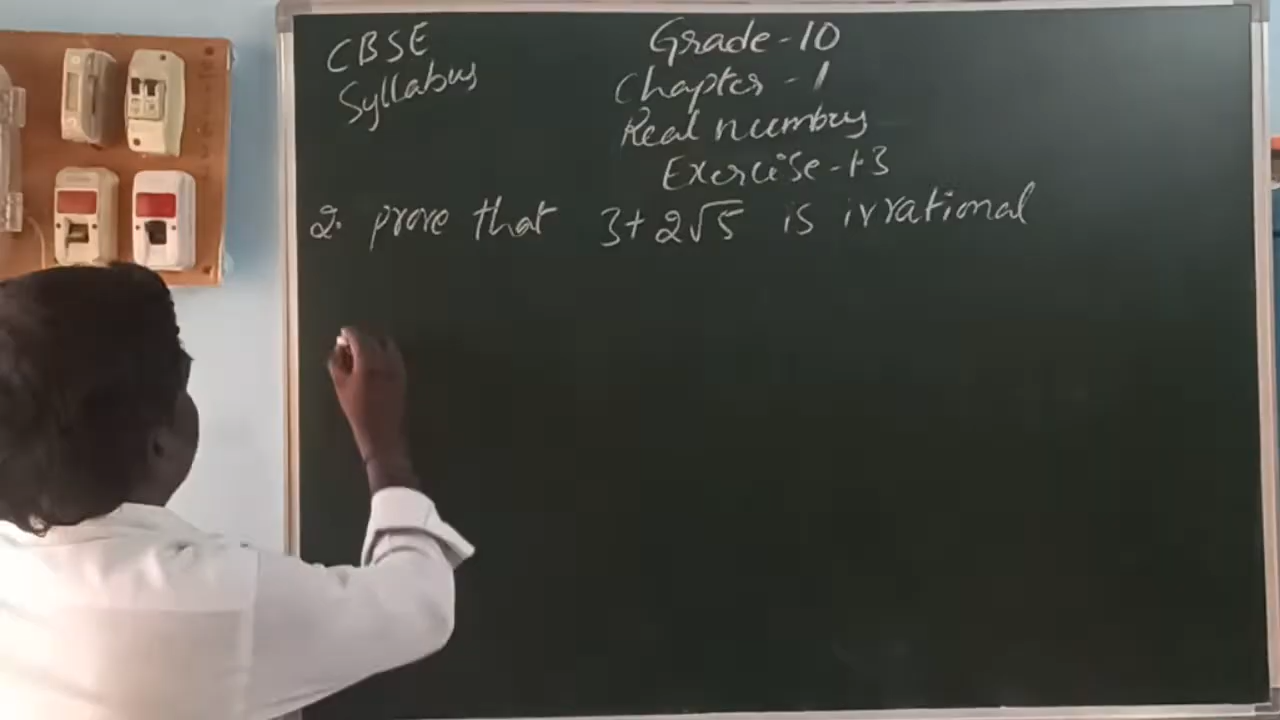 CBSE
Syllabus
Grade-10
Chapter-1
Real numbers
Exercise-1.3
2. prove that 3+2√5 is irrational